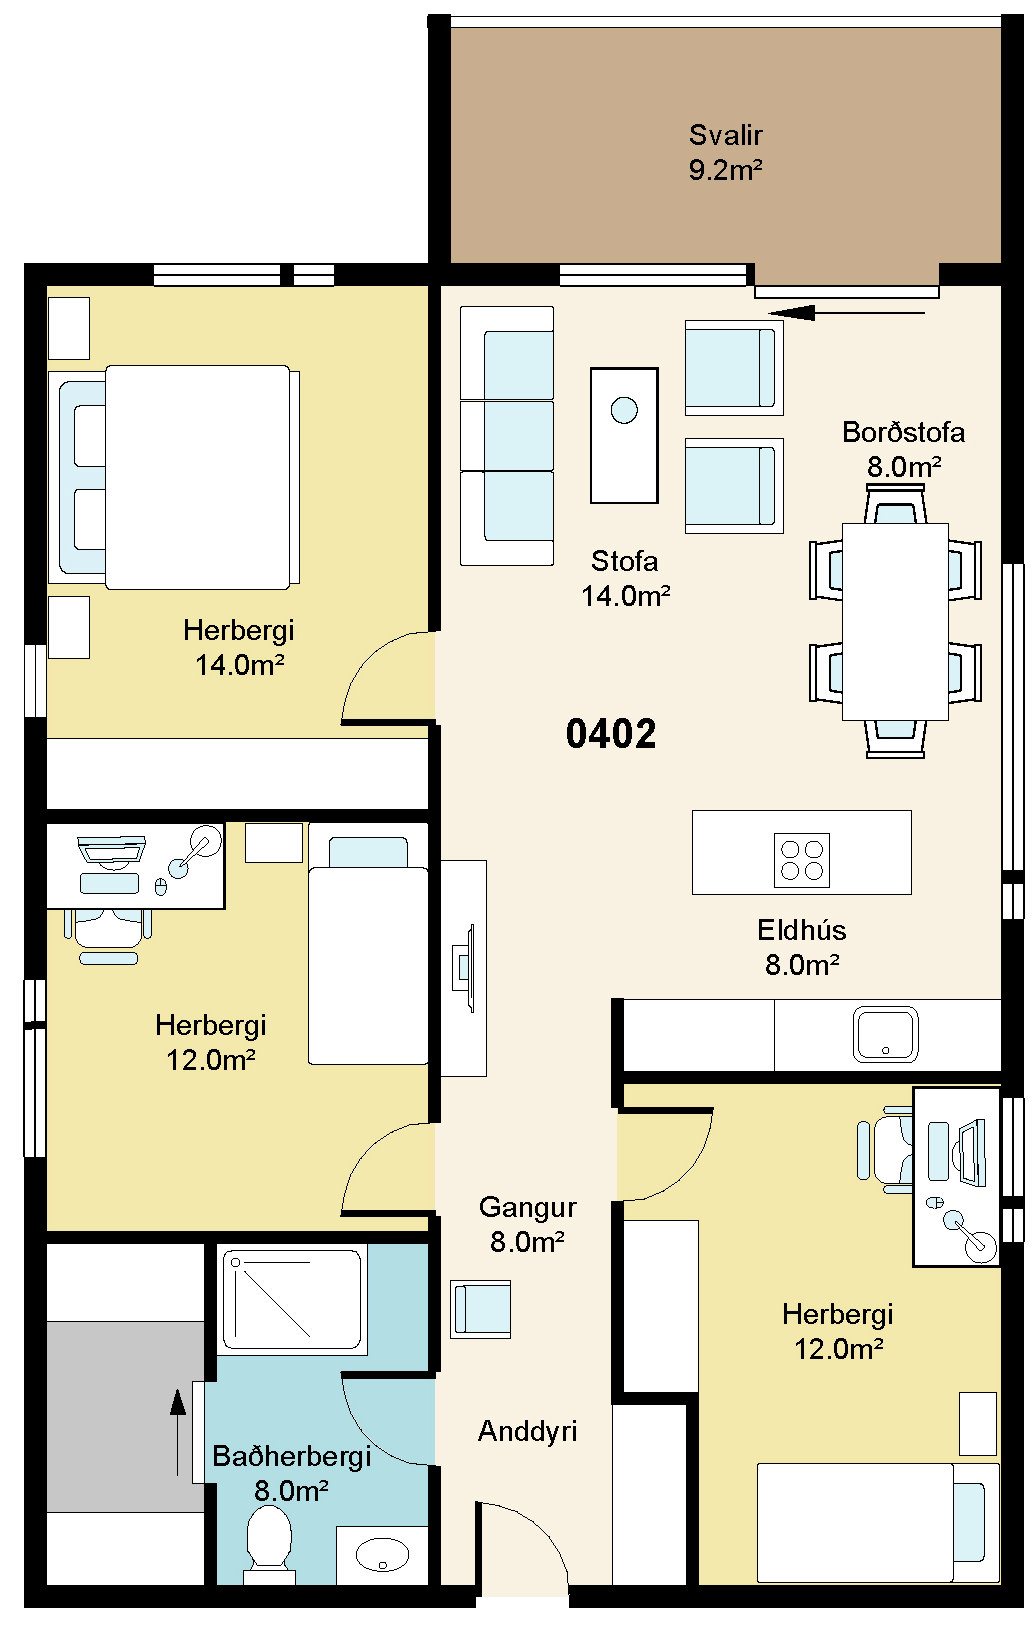 Svalir
9.2m²
Borðstofa
8.0m²
Stofa
14.0m²
Herbergi
14.0m²
0402
Eldhús
8.0m²
Herbergi
12.0m²
Gangur
8.0m²
Herbergi
12.0m²
Anddyri
Baðherbergi
8.0m²